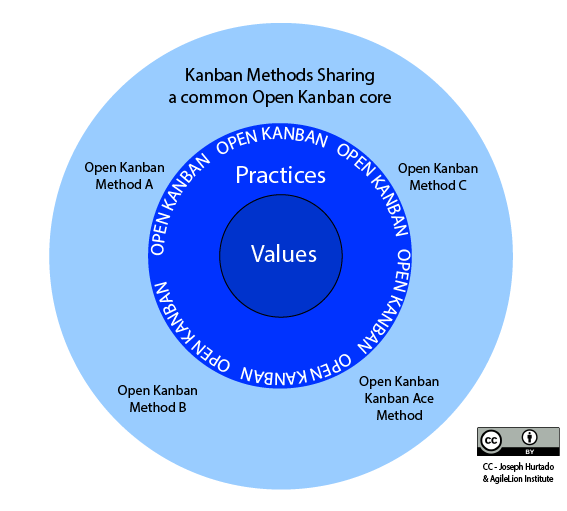 Kanban Methods Sharing
a common Open Kanban core
OPEN KANBAN OPEN KANBAN OPEN KANBAN OPEN KANBAN OPEN KANBAN OPEN KANBAN
Open Kanban
Method A
Open Kanban
Method C
Practices
Values
Open Kanban
Method B
Open Kanban
Kanban Ace
Method
cc
BY
CC - Joseph Hurtado
& AgileLion Institute